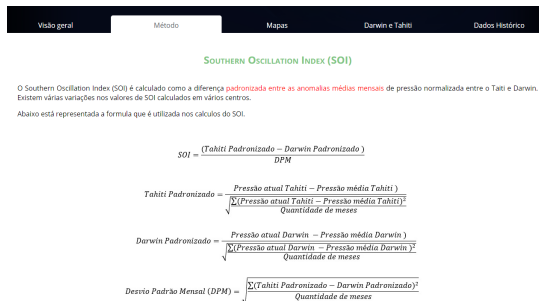 Visão geral
Método
Mapas
Darwin e Tahiti
Dados Histórico
Southern Oscillation Index (SOI)
O Southern Oscillation Index (SOI) é calculado como a diferença padronizada entre as anomalias médias mensais de pressão normalizada entre o Taiti e Darwin.
Existem várias variações nos valores de SOI calculados em vários centros.
Abaixo está representada a formula que é utilizada nos calculos do SOI.
SOI = (Tahiti Padronizado − Darwin Padronizado ) / DPM
Tahiti Padronizado = Pressão atual Tahiti − Pressão média Tahiti ) / √(∑(Pressão atual Tahiti − Pressão média Tahiti)² / Quantidade de meses)
Darwin Padronizado = Pressão atual Darwin − Pressão média Darwin ) / √(∑(Pressão atual Darwin − Pressão média Darwin )² / Quantidade de meses)
Desvio Padrão Mensal (DPM) = √(∑(Tahiti Padronizado − Darwin Padronizado)² / Quantidade de meses)